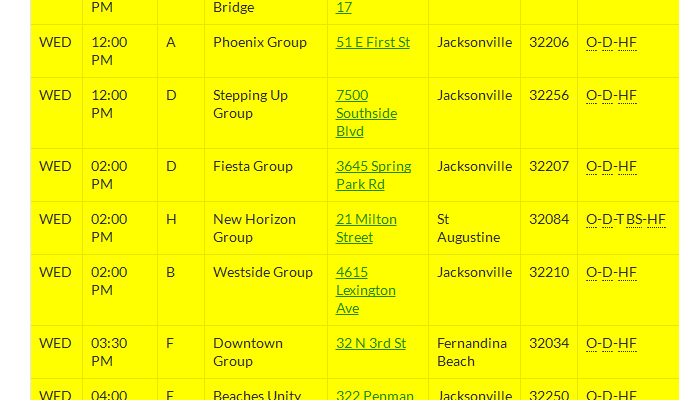 PM Bridge 17
WED 12:00 A Phoenix Group 51 E First St Jacksonville 32206 O-D-HF
PM
WED 12:00 D Stepping Up 7500 Jacksonville 32256 O-D-HF
PM Group Southside
Blvd
WED 02:00 D Fiesta Group 3645 Spring Jacksonville 32207 O-D-HF
PM Park Rd
WED 02:00 H New Horizon 21 Milton St 32084 O-D-T BS-HF
PM Group Street Augustine
WED 02:00 B Westside Group 4615 Jacksonville 32210 O-D-HF
PM Lexington
Ave
WED 03:30 F Downtown 32 N 3rd St Fernandina 32034 O-D-HF
PM Group Beach
WED 04:00 F Beaches Unity 322 Penman Jacksonville 32250 O-D-HF